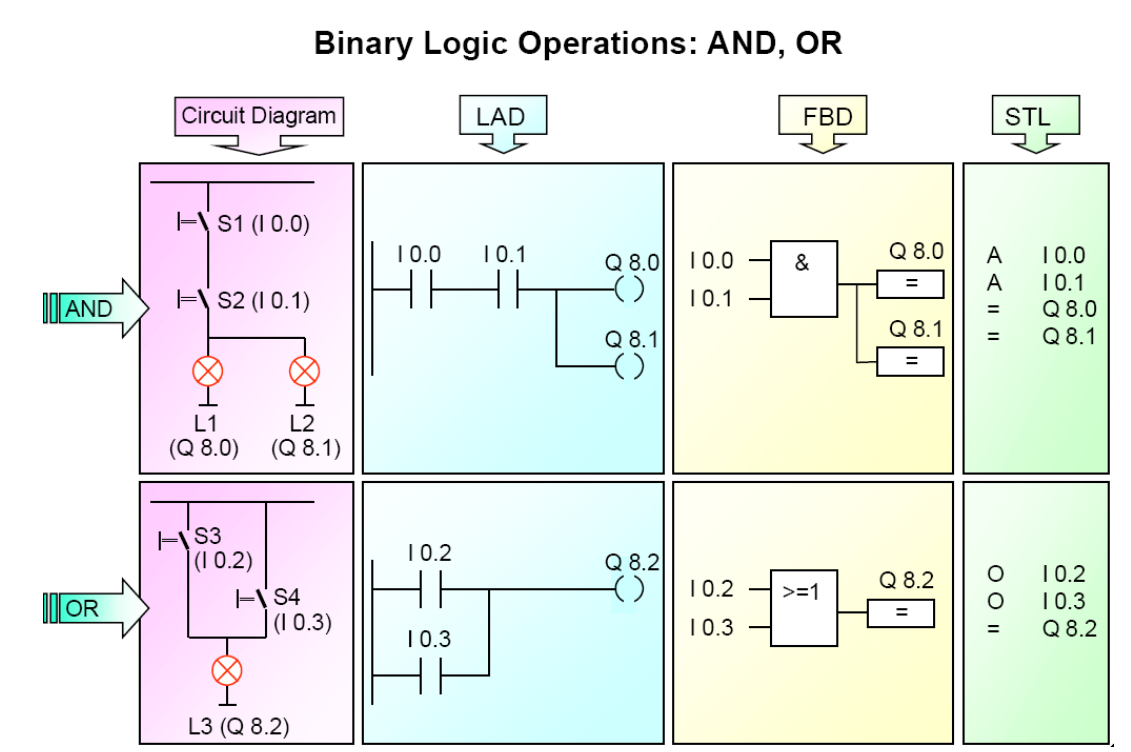 Binary Logic Operations: AND, OR
Circuit Diagram
LAD
FBD
STL
AND
S1 (I 0.0)
S2 (I 0.1)
L1
(Q 8.0)
L2
(Q 8.1)
I 0.0
I 0.1
Q 8.0
Q 8.1
I 0.0
I 0.1
&
Q 8.0
=
Q 8.1
=
A I 0.0
A I 0.1
= Q 8.0
= Q 8.1
OR
S3
(I 0.2)
S4
(I 0.3)
L3 (Q 8.2)
I 0.2
Q 8.2
I 0.3
I 0.2
I 0.3
>=1
Q 8.2
=
O I 0.2
O I 0.3
= Q 8.2